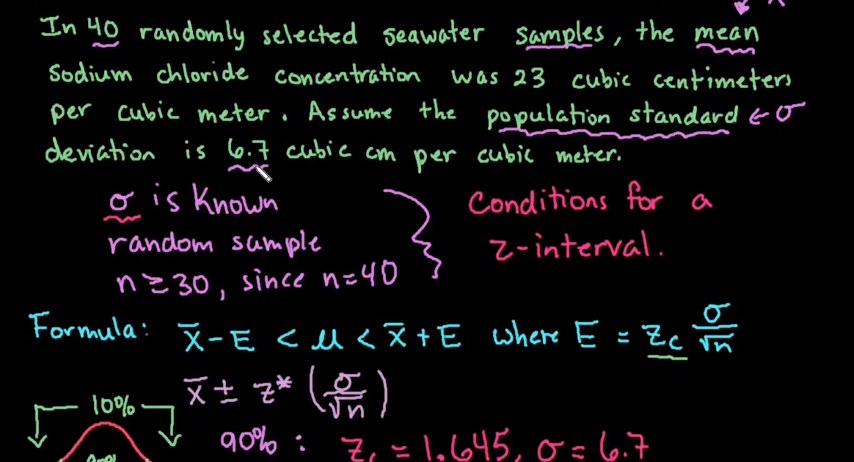 In 40 randomly selected seawater samples, the mean
sodium chloride concentration was 23 cubic centimeters
per cubic meter. Assume the population standard ← σ
deviation is 6.7 cubic cm per cubic meter.
σ is known
random sample
n ≥ 30, since n=40
Conditions for a
z-interval.
Formula: x̄ - E < μ < x̄ + E where E = z_c σ/√n
x̄ ± z* (σ/√n)
10%
90% : z_c = 1.645, σ = 6.7